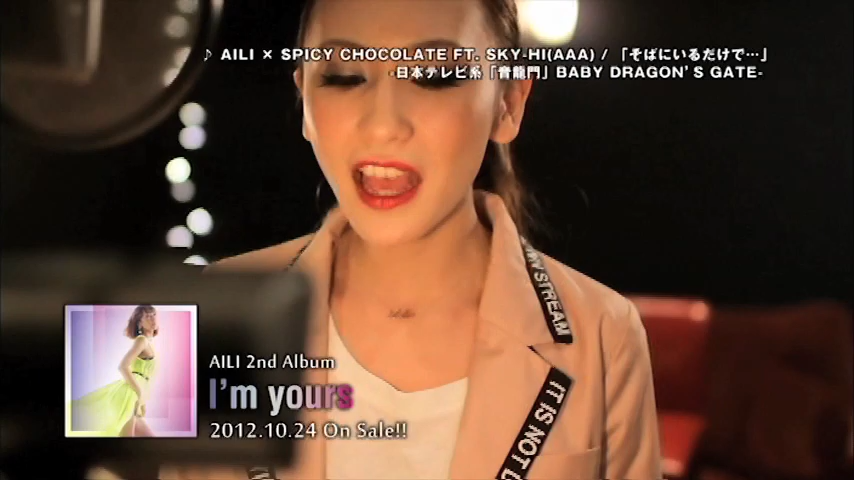 ♪ AILI × SPICY CHOCOLATE FT. SKY-HI(AAA) / 「そばにいるだけで…」
-日本テレビ系「音龍門」BABY DRAGON'S GATE-
STREAM
IT IS NOT
AILI 2nd Album
I'm yours
2012.10.24 On Sale!!